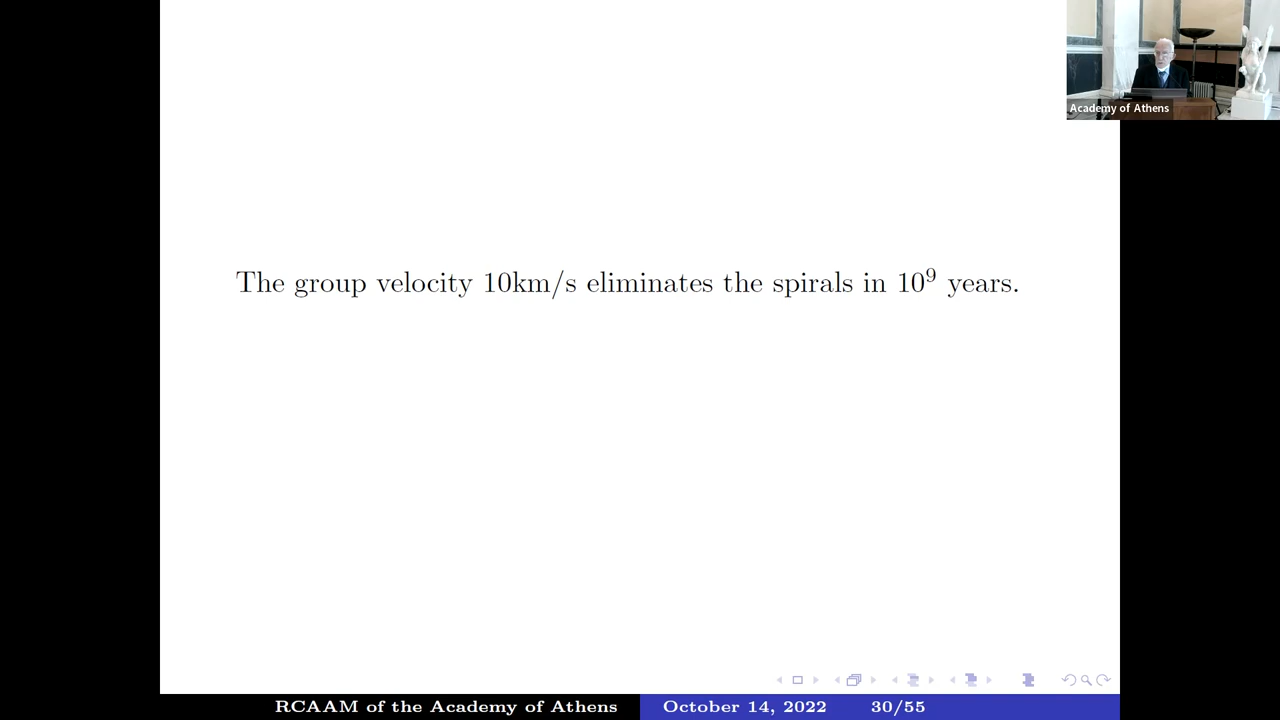 Academy of Athens
The group velocity 10km/s eliminates the spirals in 10⁹ years.
RCAAM of the Academy of Athens October 14, 2022 30/55